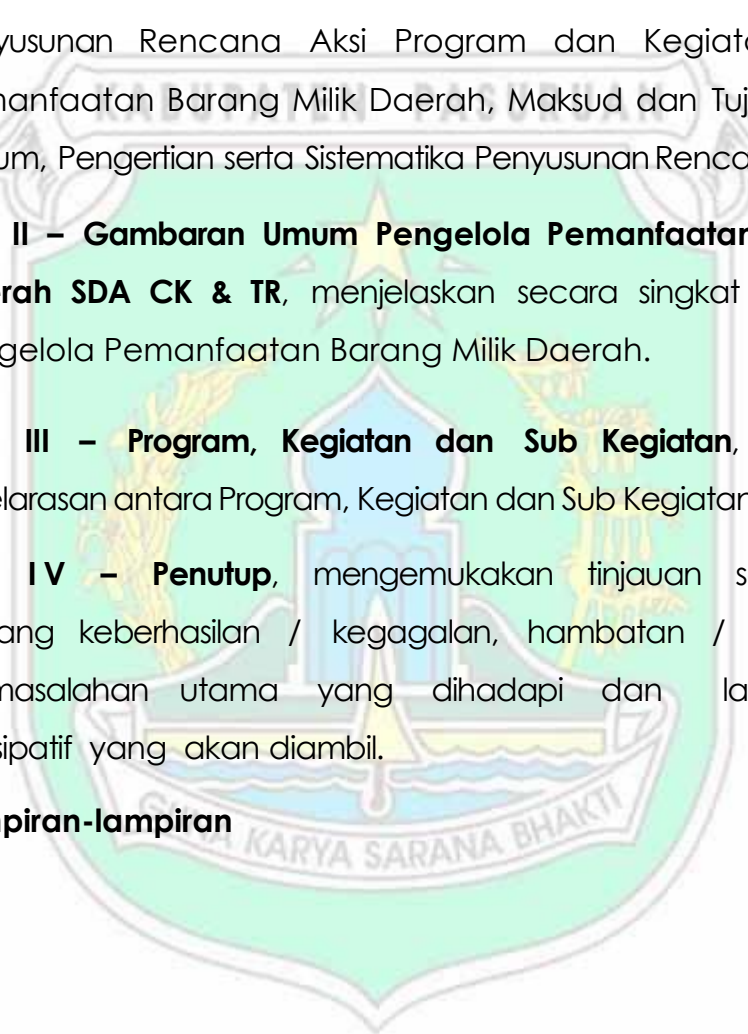 yusunan Rencana Aksi Program dan Kegiat
KABUPATEN PASURUAN
manfaatan Barang Milik Daerah, Maksud dan Tuj
um, Pengertian serta Sistematika Penyusunan Renca
II – Gambaran Umum Pengelola Pemanfaatan
rah SDA CK & TR, menjelaskan secara singkat
gelola Pemanfaatan Barang Milik Daerah.
III – Program, Kegiatan dan Sub Kegiatan,
elarasan antara Program, Kegiatan dan Sub Kegiatan
IV – Penutup, mengemukakan tinjauan s
ang keberhasilan / kegagalan, hambatan /
masalahan utama yang dihadapi dan la
sipatif yang akan diambil.
mpiran-lampiran
KARYA SARANA BHAKTI